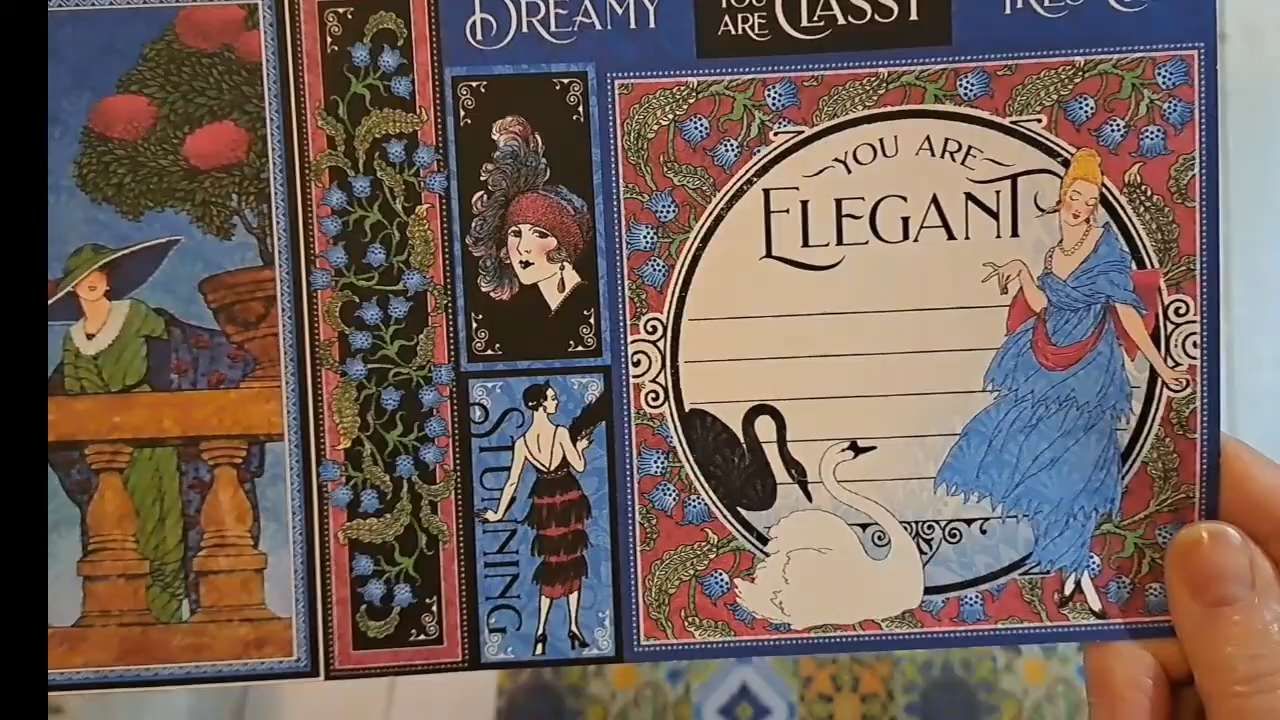 DREAMY
YOU
ARE CLASSY
YOU ARE
ELEGANT
STUNNING